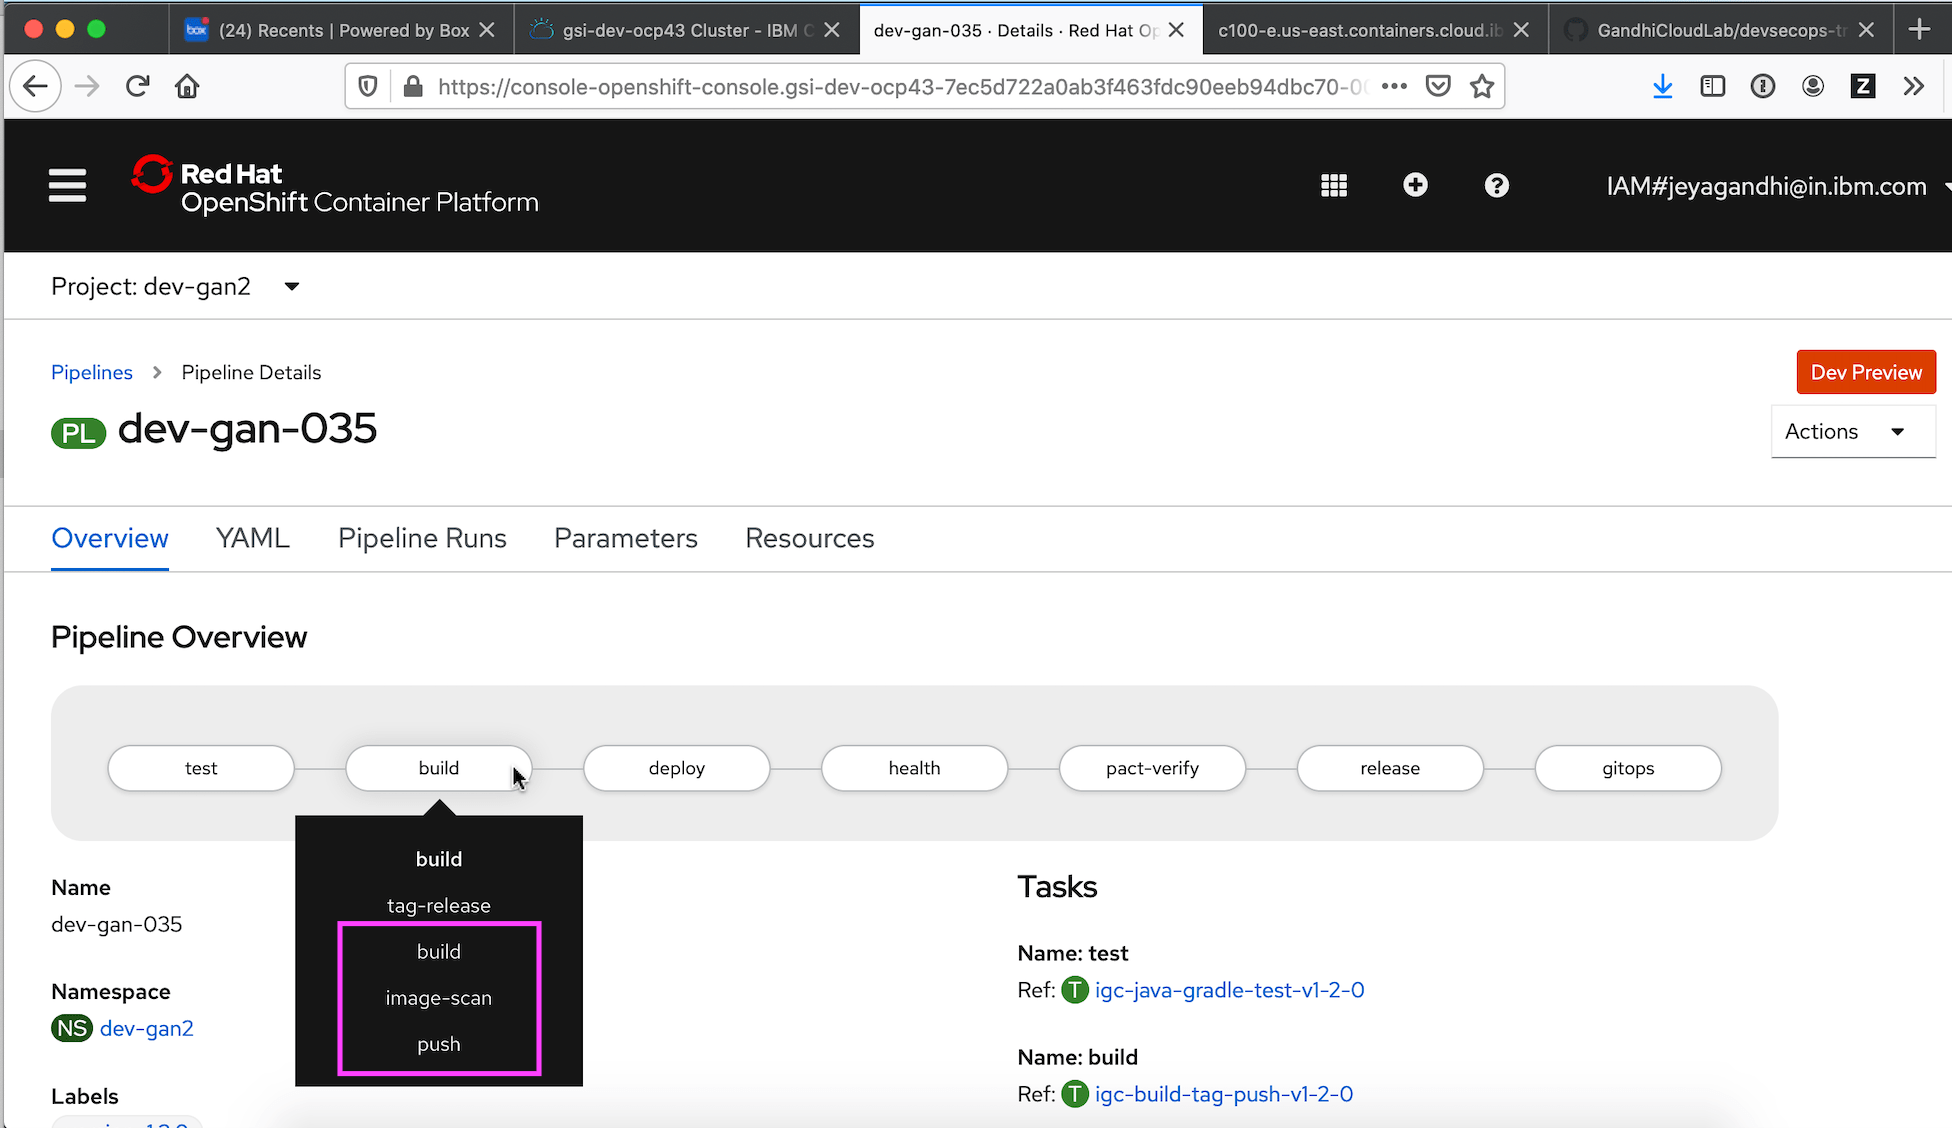 box (24) Recents | Powered by Box
gsi-dev-ocp43 Cluster - IBM C
dev-gan-035 · Details · Red Hat Op
c100-e.us-east.containers.cloud.ib
GandhiCloudLab/devsecops-tr
https://console-openshift-console.gsi-dev-ocp43-7ec5d722a0ab3f463fdc90eeb94dbc70-00
Z
Red Hat
OpenShift Container Platform
IAM#jeyagandhi@in.ibm.com
Project: dev-gan2
Pipelines > Pipeline Details
Dev Preview
PL dev-gan-035
Actions
Overview YAML Pipeline Runs Parameters Resources
Pipeline Overview
test build deploy health pact-verify release gitops
build
tag-release
build
image-scan
push
Name
dev-gan-035
Namespace
NS dev-gan2
Labels
Tasks
Name: test
Ref: T igc-java-gradle-test-v1-2-0
Name: build
Ref: T igc-build-tag-push-v1-2-0